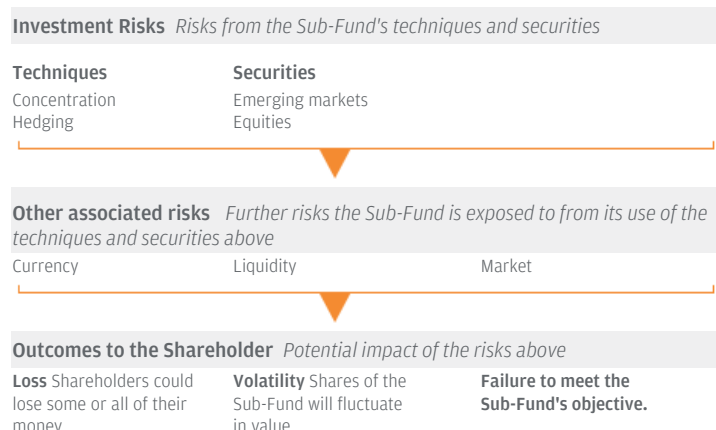 Investment Risks Risks from the Sub-Fund's techniques and securities
Techniques Securities
Concentration Emerging markets
Hedging Equities
Other associated risks Further risks the Sub-Fund is exposed to from its use of the
techniques and securities above
Currency Liquidity Market
Outcomes to the Shareholder Potential impact of the risks above
Loss Shareholders could Volatility Shares of the Failure to meet the
lose some or all of their Sub-Fund will fluctuate Sub-Fund's objective.
money in value